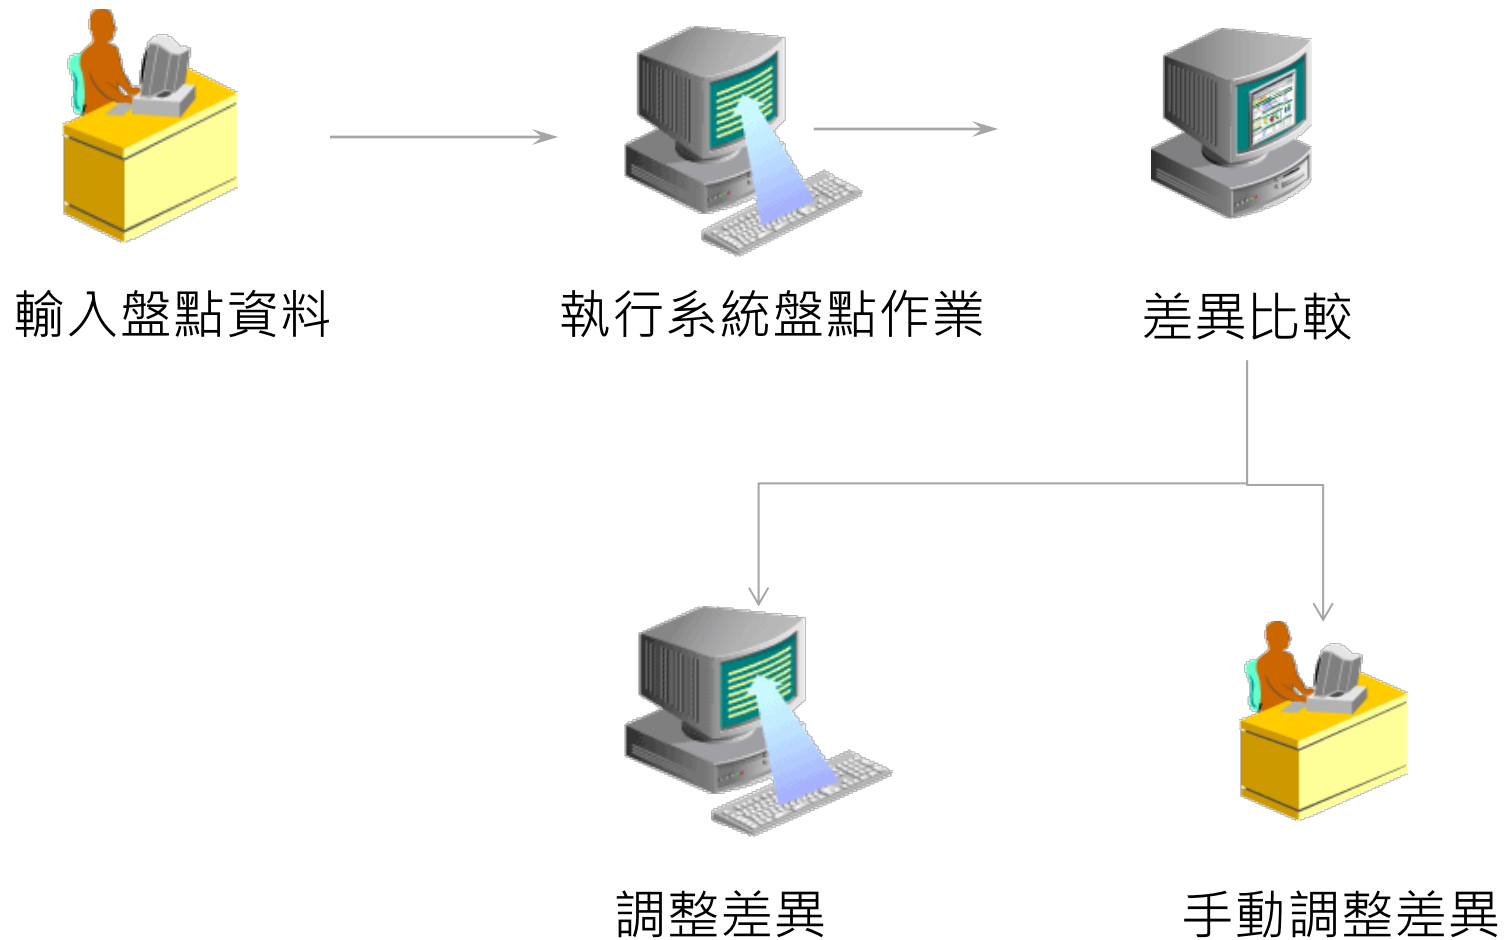 輸入盤點資料
執行系統盤點作業
差異比較
調整差異
手動調整差異